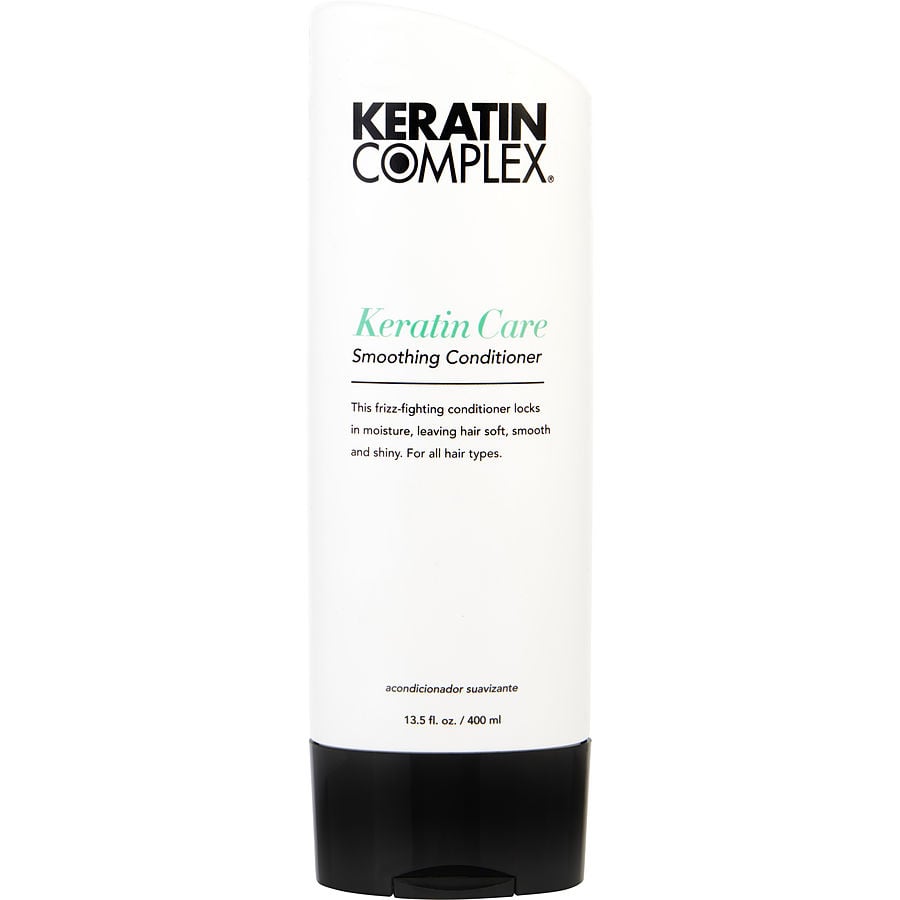 KERATIN
COMPLEX®
Keratin Care
Smoothing Conditioner
This frizz-fighting conditioner locks
in moisture, leaving hair soft, smooth
and shiny. For all hair types.
acondicionador suavizante
13.5 fl. oz. / 400 ml